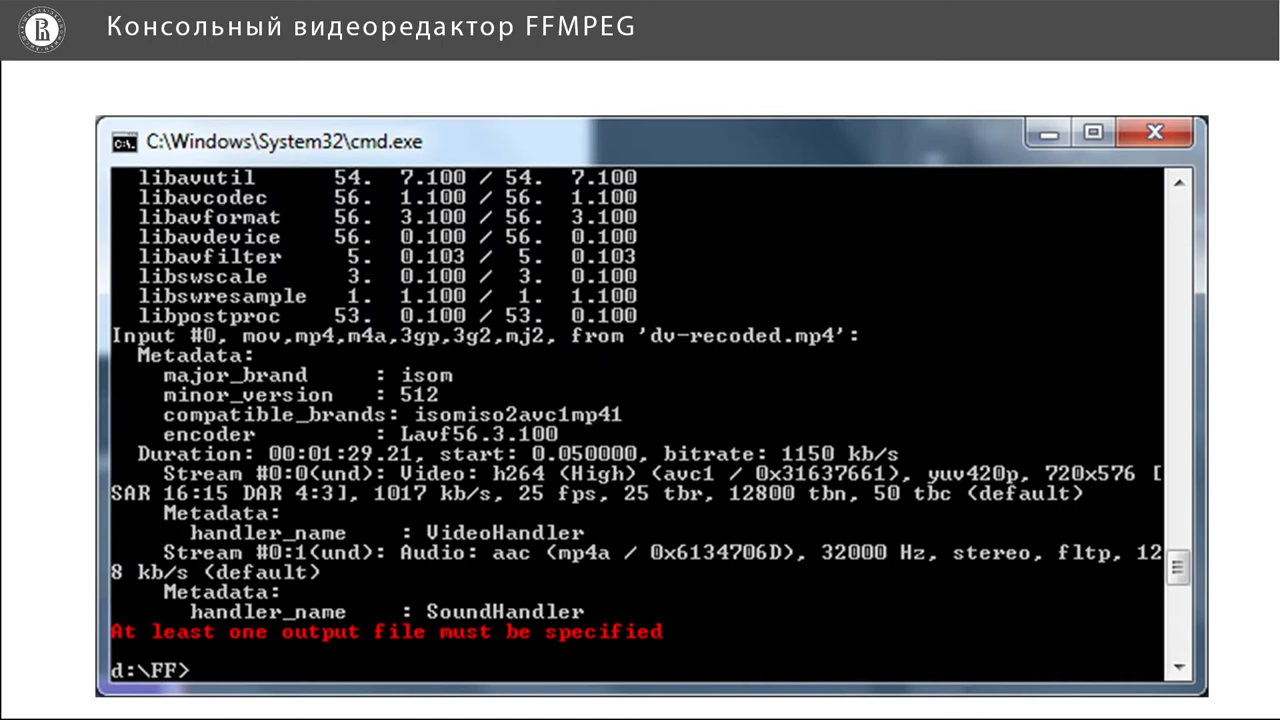 Консольный видеоредактор FFMPEG
C:\Windows\System32\cmd.exe
libavutil 54. 7.100 / 54. 7.100
libavcodec 56. 1.100 / 56. 1.100
libavformat 56. 3.100 / 56. 3.100
libavdevice 56. 0.100 / 56. 0.100
libavfilter 5. 0.103 / 5. 0.103
libswscale 3. 0.100 / 3. 0.100
libswresample 1. 1.100 / 1. 1.100
libpostproc 53. 0.100 / 53. 0.100
Input #0, mov,mp4,m4a,3gp,3g2,mj2, from 'dv-recoded.mp4':
Metadata:
major_brand : isom
minor_version : 512
compatible_brands: isomiso2avc1mp41
encoder : Lavf56.3.100
Duration: 00:01:29.21, start: 0.050000, bitrate: 1150 kb/s
Stream #0:0(und): Video: h264 (High) (avc1 / 0x31637661), yuv420p, 720x576 [
SAR 16:15 DAR 4:3], 1017 kb/s, 25 fps, 25 tbr, 12800 tbn, 50 tbc (default)
Metadata:
handler_name : VideoHandler
Stream #0:1(und): Audio: aac (mp4a / 0x6134706D), 32000 Hz, stereo, fltp, 12
8 kb/s (default)
Metadata:
handler_name : SoundHandler
At least one output file must be specified
d:\FF>